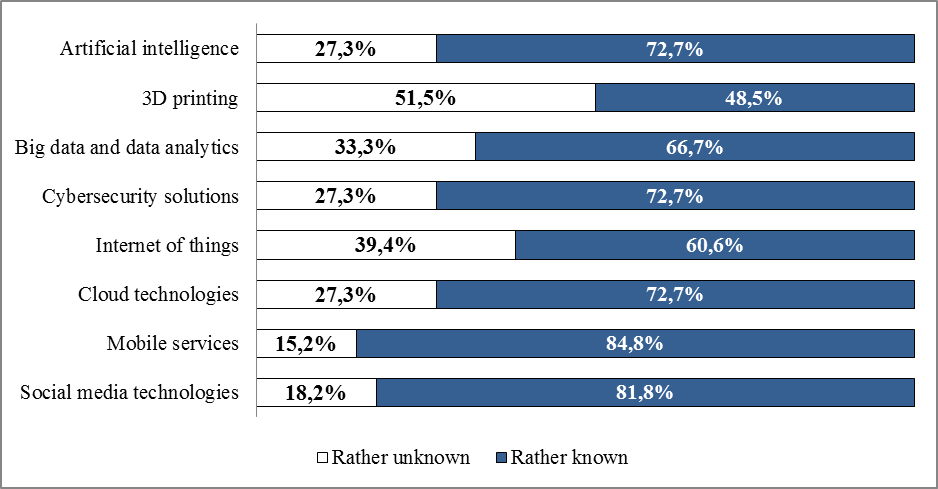 Artificial intelligence 27,3% 72,7%
3D printing 51,5% 48,5%
Big data and data analytics 33,3% 66,7%
Cybersecurity solutions 27,3% 72,7%
Internet of things 39,4% 60,6%
Cloud technologies 27,3% 72,7%
Mobile services 15,2% 84,8%
Social media technologies 18,2% 81,8%
Rather unknown Rather known